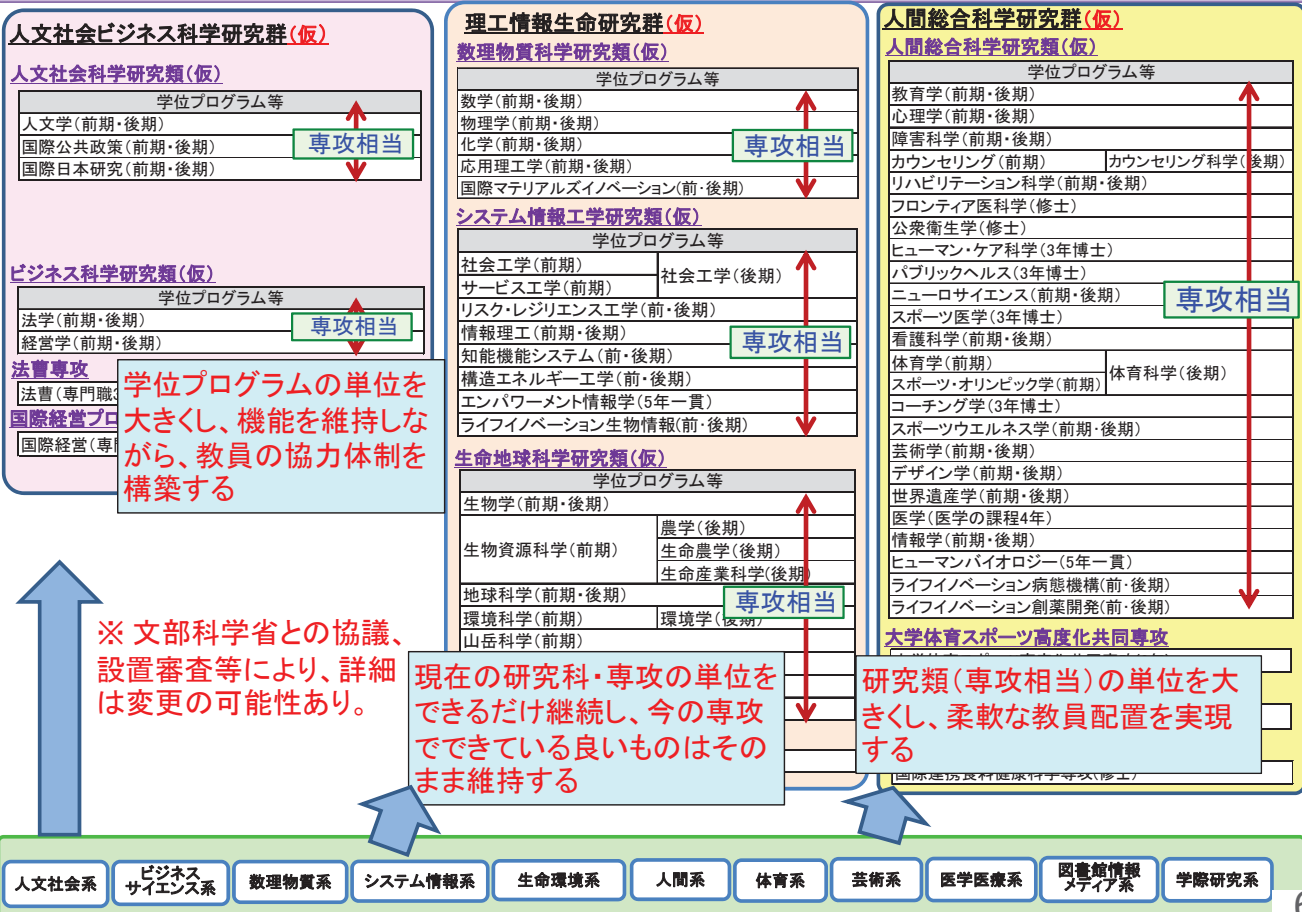 人文社会ビジネス科学研究群(仮)
人文社会科学研究類(仮)
学位プログラム等
人文学(前期・後期)
国際公共政策(前期・後期)
国際日本研究(前期・後期)
専攻相当
ビジネス科学研究類(仮)
学位プログラム等
法学(前期・後期)
経営学(前期・後期)
専攻相当
法曹専攻
法曹(専門職
国際経営プロ
国際経営(専
学位プログラムの単位を
大きくし、機能を維持しな
がら、教員の協力体制を
構築する
※ 文部科学省との協議、
設置審査等により、詳細
は変更の可能性あり。
理工情報生命研究群(仮)
数理物質科学研究類(仮)
学位プログラム等
数学(前期・後期)
物理学(前期・後期)
化学(前期・後期)
応用理工学(前期・後期)
国際マテリアルズイノベーション(前・後期)
専攻相当
システム情報工学研究類(仮)
学位プログラム等
社会工学(前期)
サービス工学(前期)
社会工学(後期)
リスク・レジリエンス工学(前・後期)
情報理工(前期・後期)
知能機能システム(前・後期)
構造エネルギー工学(前・後期)
エンパワーメント情報学(5年一貫)
ライフイノベーション生物情報(前・後期)
専攻相当
生命地球科学研究類(仮)
学位プログラム等
生物学(前期・後期)
生物資源科学(前期)
農学(後期)
生命農学(後期)
生命産業科学(後期)
地球科学(前期・後期)
環境科学(前期) 環境学(後期)
山岳科学(前期)
専攻相当
現在の研究科・専攻の単位を
できるだけ継続し、今の専攻
でできている良いものはその
まま維持する
人間総合科学研究群(仮)
人間総合科学研究類(仮)
学位プログラム等
教育学(前期・後期)
心理学(前期・後期)
障害科学(前期・後期)
カウンセリング(前期) カウンセリング科学(後期)
リハビリテーション科学(前期・後期)
フロンティア医科学(修士)
公衆衛生学(修士)
ヒューマン・ケア科学(3年博士)
パブリックヘルス(3年博士)
ニューロサイエンス(前期・後期)
スポーツ医学(3年博士)
看護科学(前期・後期)
体育学(前期)
スポーツ・オリンピック学(前期)
体育科学(後期)
コーチング学(3年博士)
スポーツウエルネス学(前期・後期)
芸術学(前期・後期)
デザイン学(前期・後期)
世界遺産学(前期・後期)
医学(医学の課程4年)
情報学(前期・後期)
ヒューマンバイオロジー(5年一貫)
ライフイノベーション病態機構(前・後期)
ライフイノベーション創薬開発(前・後期)
専攻相当
大学体育スポーツ高度化共同専攻
研究類(専攻相当)の単位を大
きくし、柔軟な教員配置を実現
する
国際連携食料健康科学専攻(修士)
人文社会系
ビジネス
サイエンス系
数理物質系
システム情報系
生命環境系
人間系
体育系
芸術系
医学医療系
図書館情報
メディア系
学際研究系